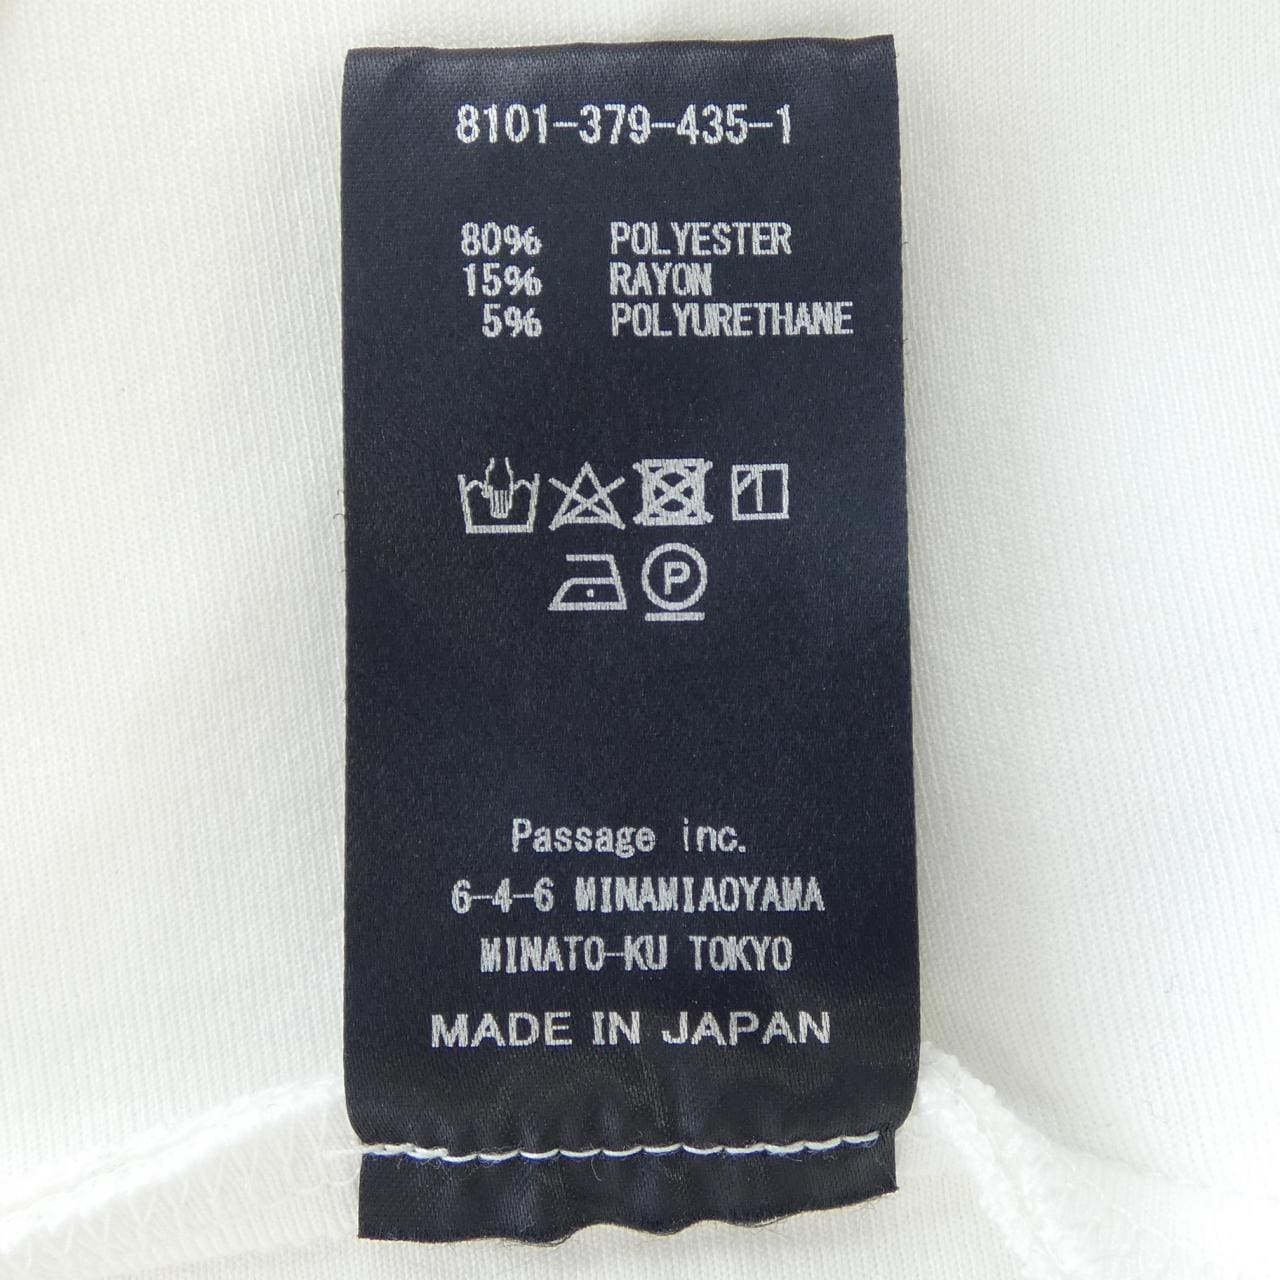 8101-379-435-1
80% POLYESTER
15% RAYON
5% POLYURETHANE
P
Passage inc.
6-4-6 MINAMIAOYAMA
MINATO-KU TOKYO
MADE IN JAPAN